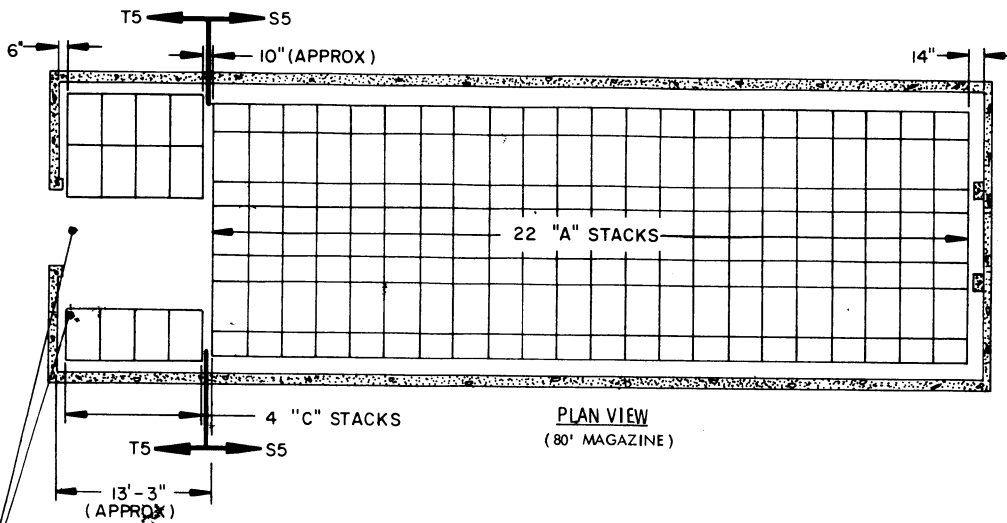 T5 S5
6"
10" (APPROX)
14"
22 "A" STACKS
4 "C" STACKS
PLAN VIEW
(80' MAGAZINE)
T5 S5
13'-3"
(APPROX)